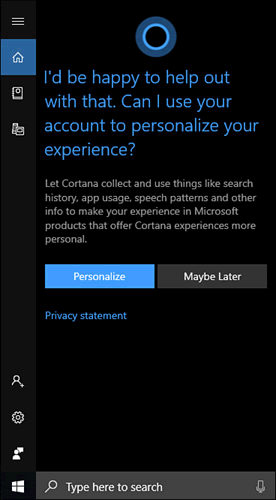 I'd be happy to help out
with that. Can I use your
account to personalize your
experience?
Let Cortana collect and use things like search
history, app usage, speech patterns and other
info to make your experience in Microsoft
products that offer Cortana experiences more
personal.
Personalize
Maybe Later
Privacy statement
Type here to search